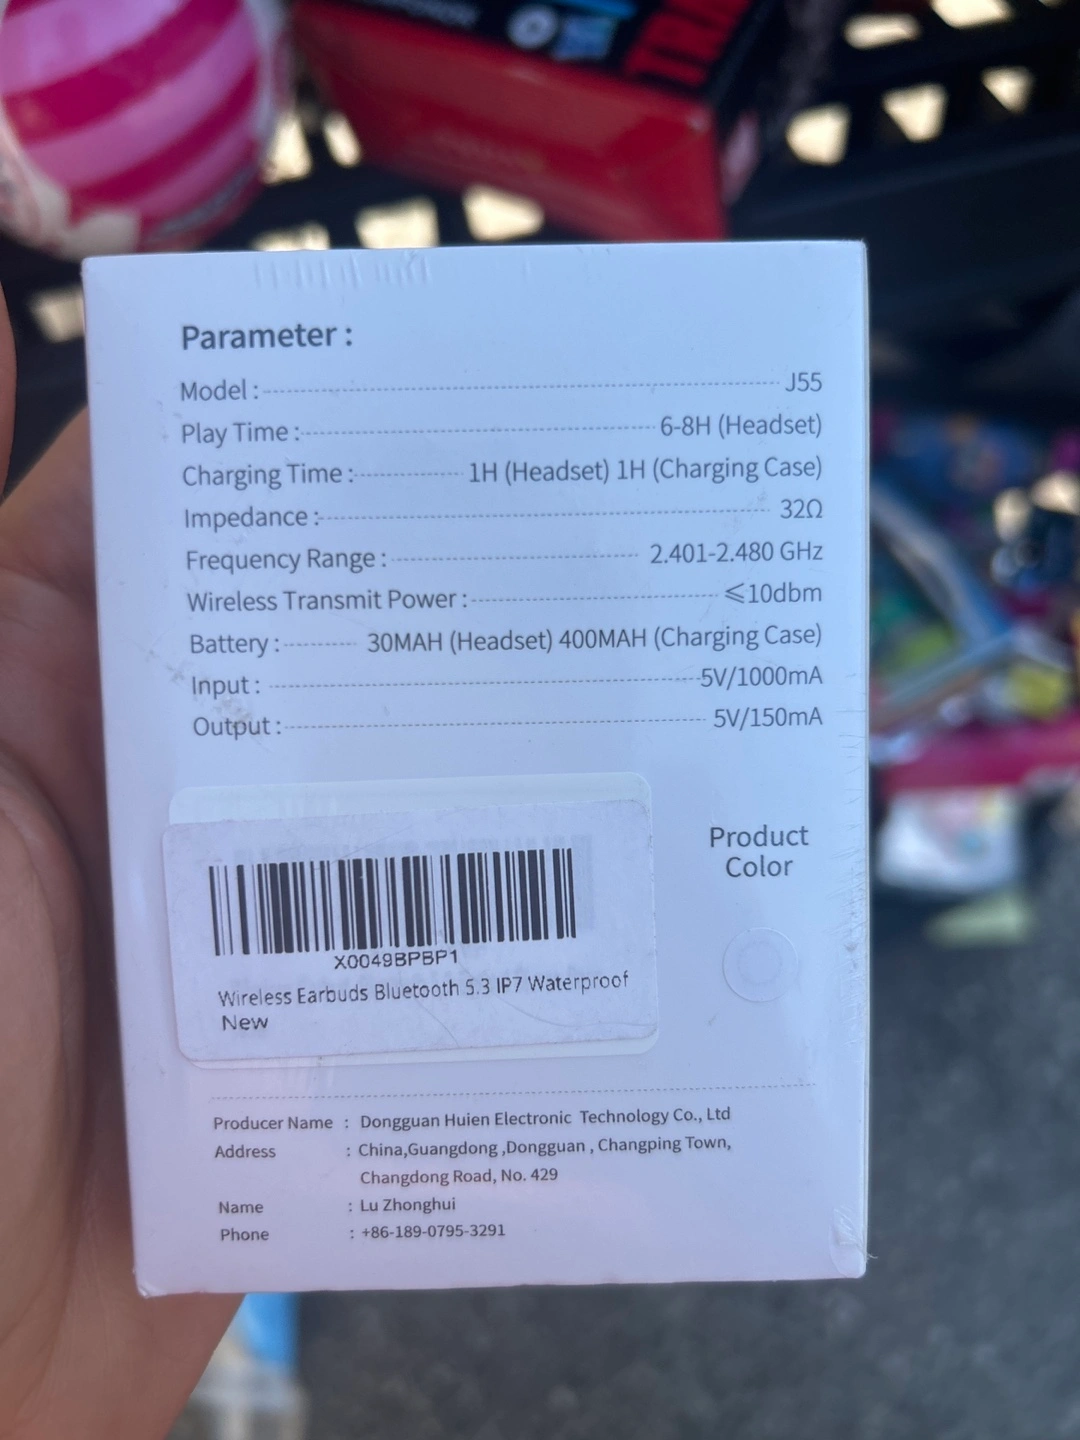 TRA
Parameter :
Model : J55
Play Time : 6-8H (Headset)
Charging Time : 1H (Headset) 1H (Charging Case)
Impedance : 32Ω
Frequency Range : 2.401-2.480 GHz
Wireless Transmit Power : ≤10dbm
Battery : 30MAH (Headset) 400MAH (Charging Case)
Input : 5V/1000mA
Output : 5V/150mA
Product
Color
X0049BPBP1
Wireless Earbuds Bluetooth 5.3 IP7 Waterproof
New
Producer Name : Dongguan Huien Electronic Technology Co., Ltd
Address : China,Guangdong ,Dongguan , Changping Town,
Changdong Road, No. 429
Name : Lu Zhonghui
Phone : +86-189-0795-3291